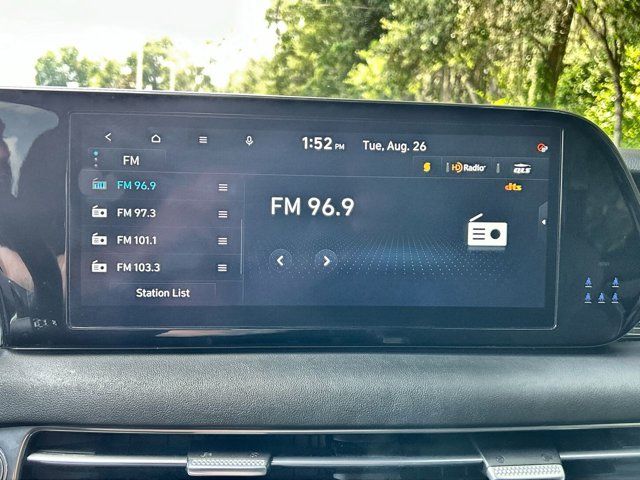 1:52 PM Tue, Aug. 26
FM
HD Radio
QLS
dts
FM 96.9
FM 97.3
FM 101.1
FM 103.3
Station List
FM 96.9